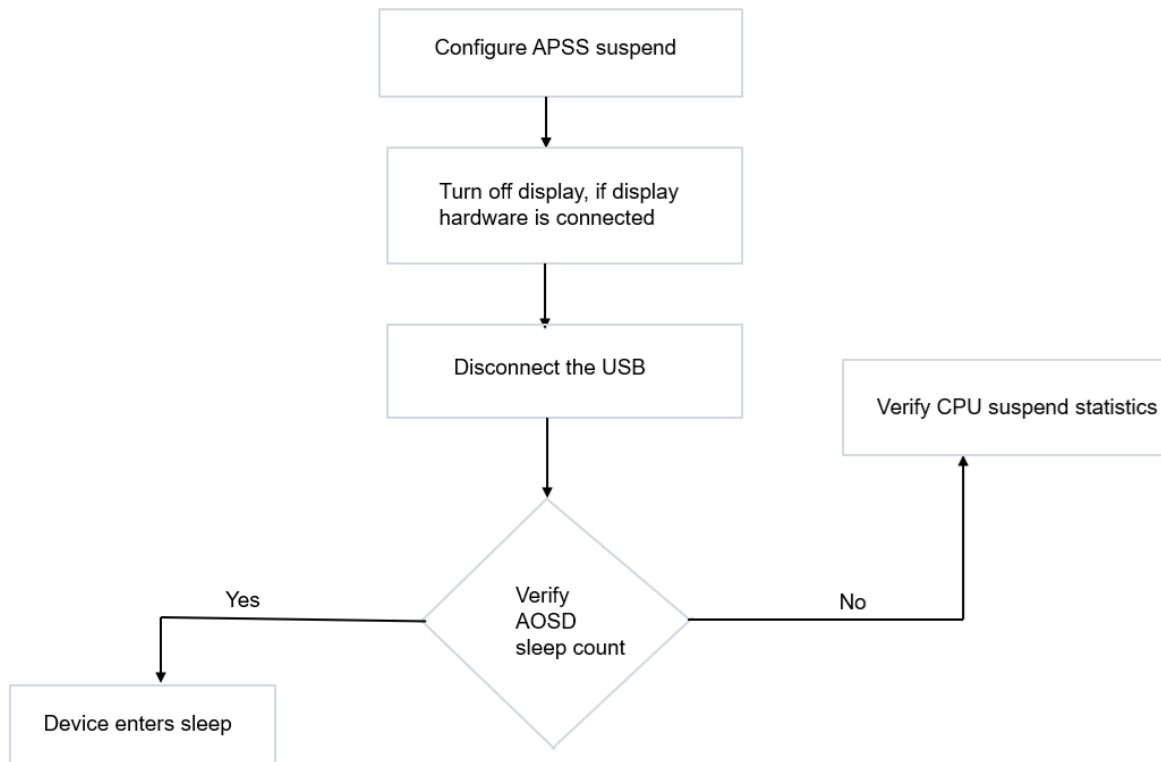 Configure APSS suspend
Turn off display, if display
hardware is connected
Disconnect the USB
Verify CPU suspend statistics
Yes
Verify
AOSD
sleep count
No
Device enters sleep